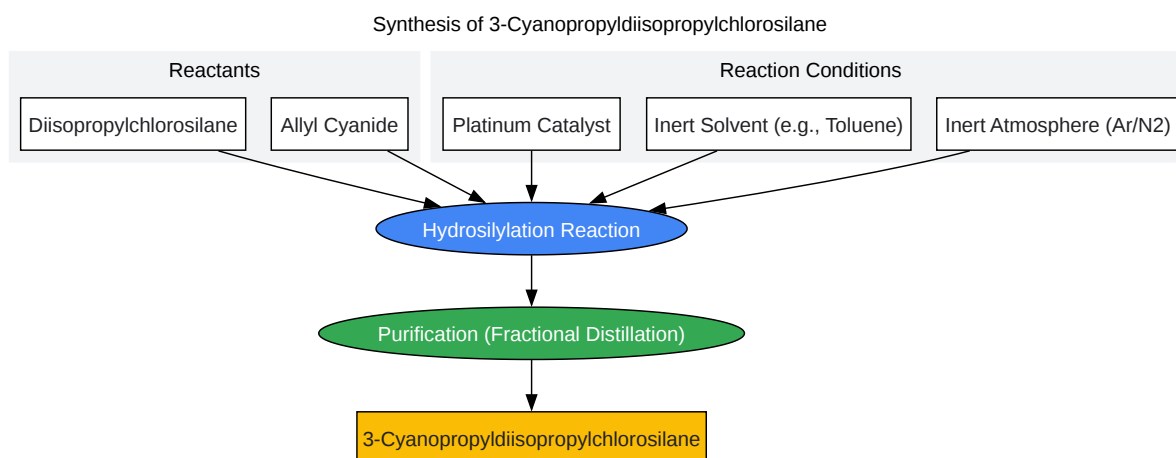 Synthesis of 3-Cyanopropyldiisopropylchlorosilane
Reactants
Reaction Conditions
Diisopropylchlorosilane
Allyl Cyanide
Platinum Catalyst
Inert Solvent (e.g., Toluene)
Inert Atmosphere (Ar/N2)
Hydrosilylation Reaction
Purification (Fractional Distillation)
3-Cyanopropyldiisopropylchlorosilane